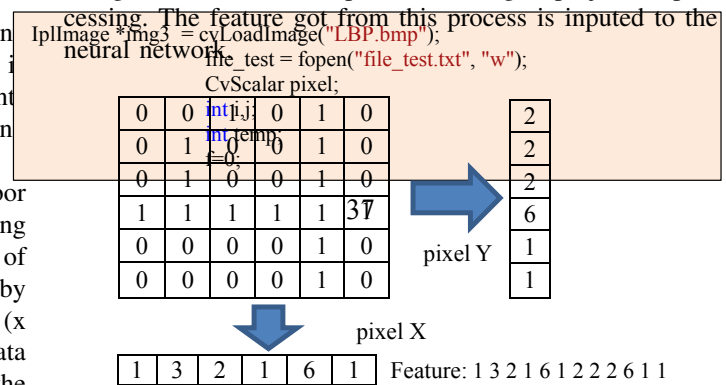 cessing. The feature got from this process is inputed to the
neural network.
IplImage *img3 = cvLoadImage("LBP.bmp");
file_test = fopen("file_test.txt", "w");
CvScalar pixel;
int i,j;
int temp;
f=0;
0 0 1 0 1 0 2
0 1 0 0 1 0 2
0 1 0 0 1 0 2
1 1 1 1 1 1 37 6
0 0 0 0 1 0 1
0 0 0 0 1 0 1
pixel Y
pixel X
1 3 2 1 6 1 Feature: 1 3 2 1 6 1 2 2 2 6 1 1
of
by
(x